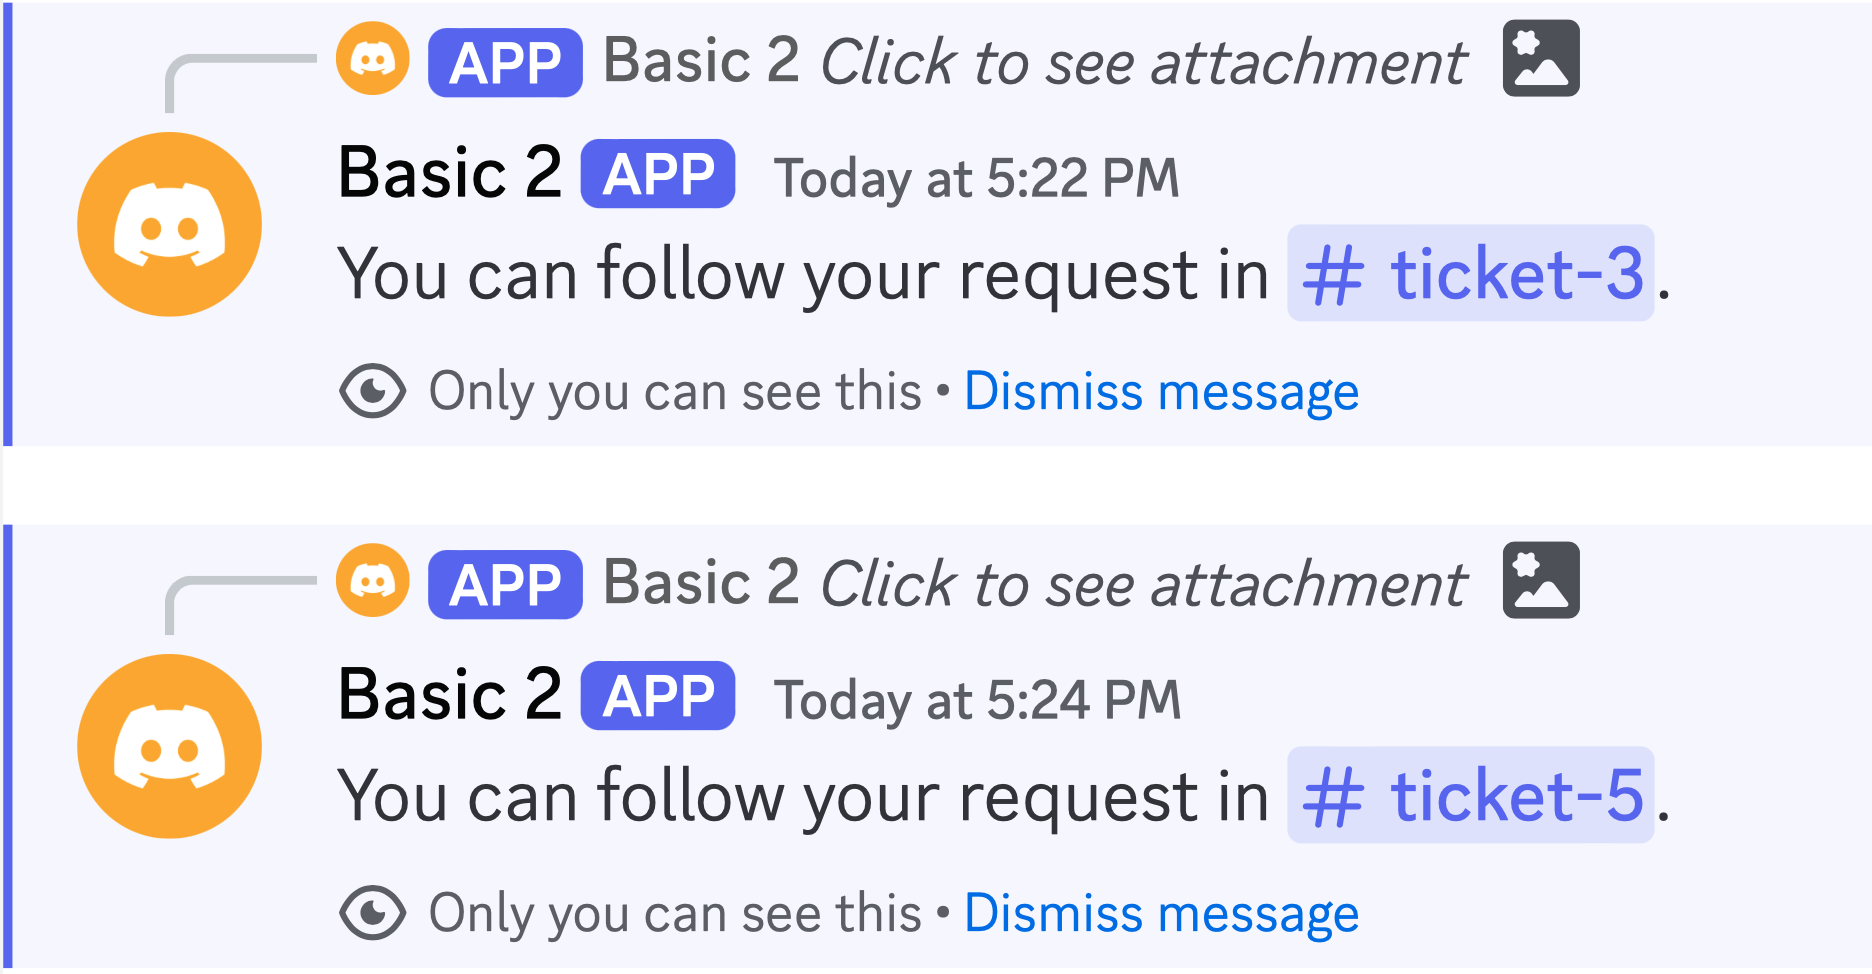 APP Basic 2 Click to see attachment
Basic 2 APP Today at 5:22 PM
You can follow your request in # ticket-3.
Only you can see this • Dismiss message
APP Basic 2 Click to see attachment
Basic 2 APP Today at 5:24 PM
You can follow your request in # ticket-5.
Only you can see this • Dismiss message